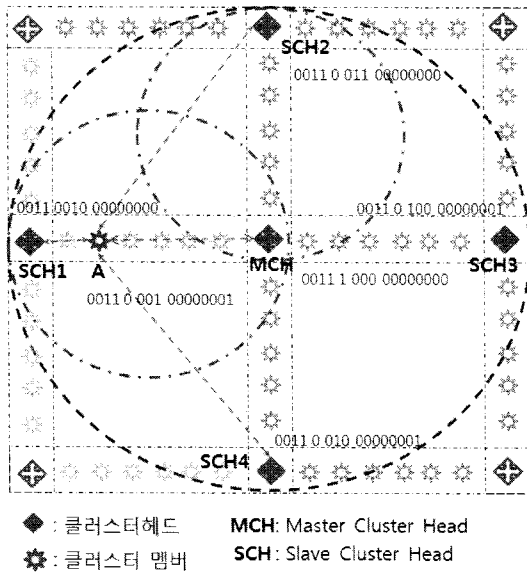 SCH2
0011 0 011 00000000
0011 0010 00000000
0011 0 100 00000001
SCH1
A
MCH
SCH3
0011 0 001 00000001
0011 1 000 00000000
0011 0 010 00000001
SCH4
: 클러스터헤드
MCH: Master Cluster Head
: 클러스터 멤버
SCH: Slave Cluster Head